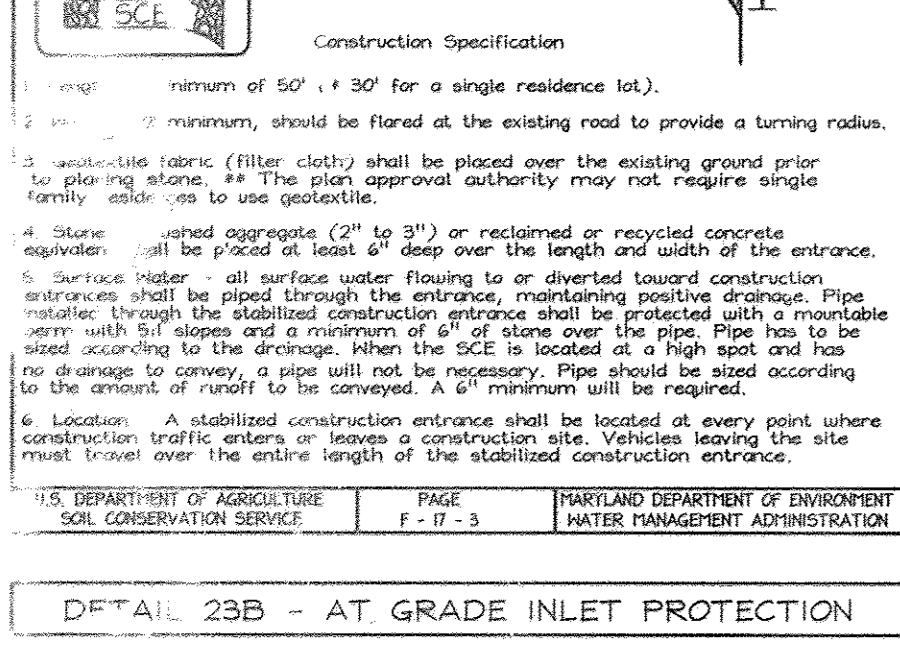 SCE
Construction Specification
minimum of 50' * 30' for a single residence lot).
2 minimum, should be flared at the existing road to provide a turning radius.
3. Geotextile fabric (filter cloth) shall be placed over the existing ground prior
to placing stone. ** The plan approval authority may not require single
family to use geotextile.
4. Stone aggregate (2" to 3") or reclaimed or recycled concrete
shall be placed at least 6" deep over the length and width of the entrance.
5. Surface Water - all surface water flowing to or diverted toward construction
entrances shall be piped through the entrance, maintaining positive drainage. Pipe
installed through the stabilized construction entrance shall be protected with a mountable
berm with 5:1 slopes and a minimum of 6" of stone over the pipe. Pipe has to be
sized according to the drainage. When the SCE is located at a high spot and has
no drainage to convey, a pipe will not be necessary. Pipe should be sized according
to the amount of runoff to be conveyed. A 6" minimum will be required.
6. Location A stabilized construction entrance shall be located at every point where
construction traffic enters or leaves a construction site. Vehicles leaving the site
must travel over the entire length of the stabilized construction entrance.
U.S. DEPARTMENT OF AGRICULTURE PAGE MARYLAND DEPARTMENT OF ENVIRONMENT
SOIL CONSERVATION SERVICE F - 17 - 3 WATER MANAGEMENT ADMINISTRATION
DETAIL 23B - AT GRADE INLET PROTECTION